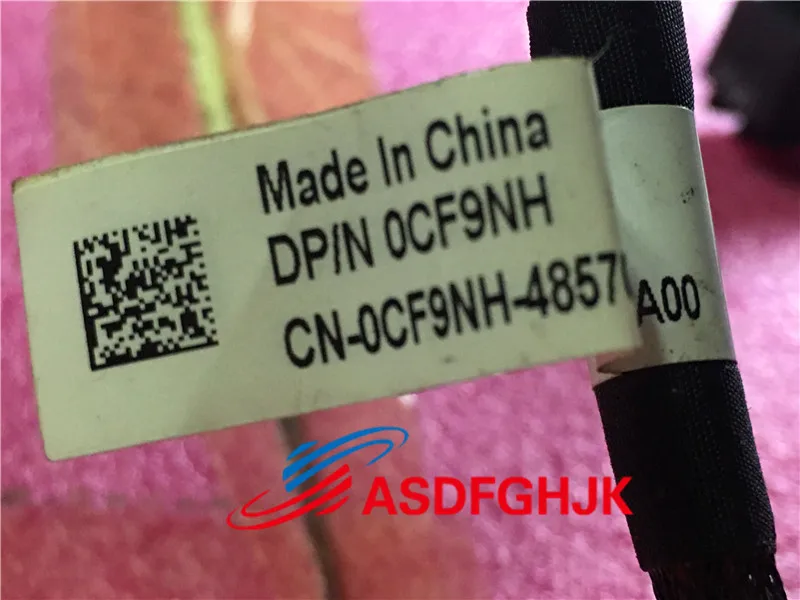 Made In China
DP/N 0CF9NH
CN-0CF9NH-4857
A00
ASDFGHJK